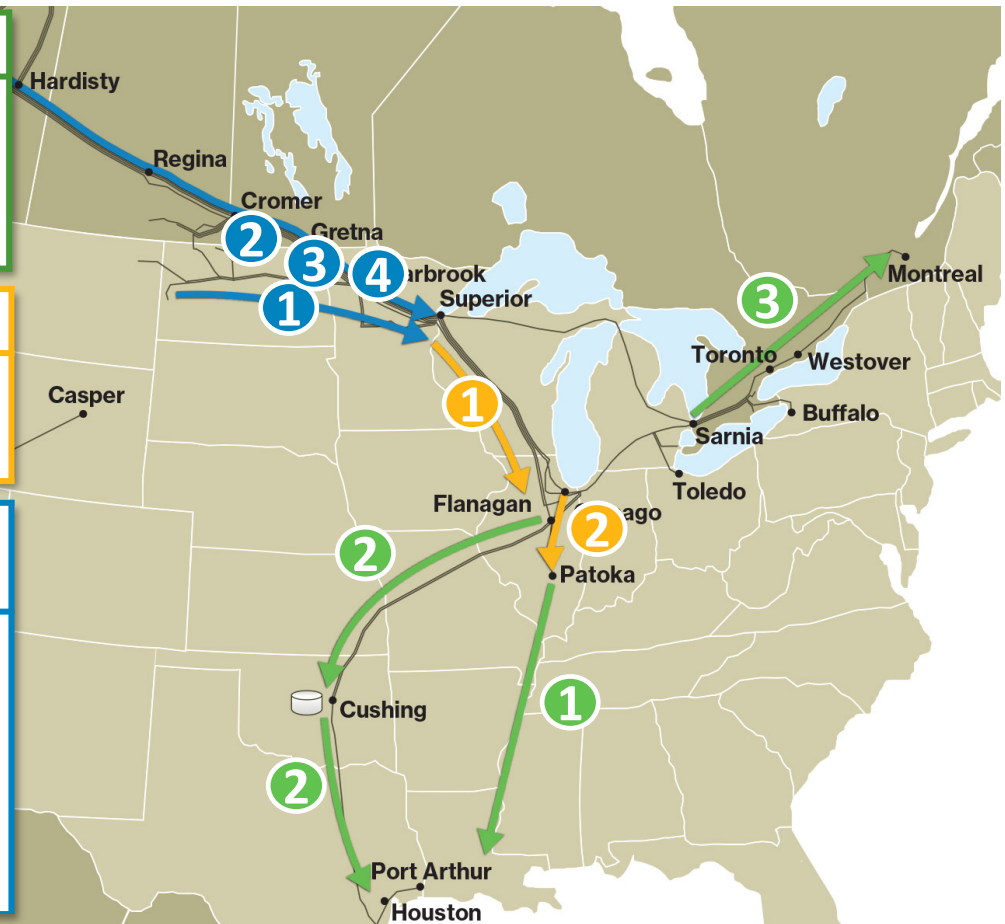 Hardisty
Regina
Cromer
2
Gretna
3
4
arbrook
1
Superior
Montreal
3
Toronto
Westover
Casper
1
Buffalo
Sarnia
Toledo
Flanagan
ago
2
2
Patoka
1
Cushing
2
Port Arthur
Houston